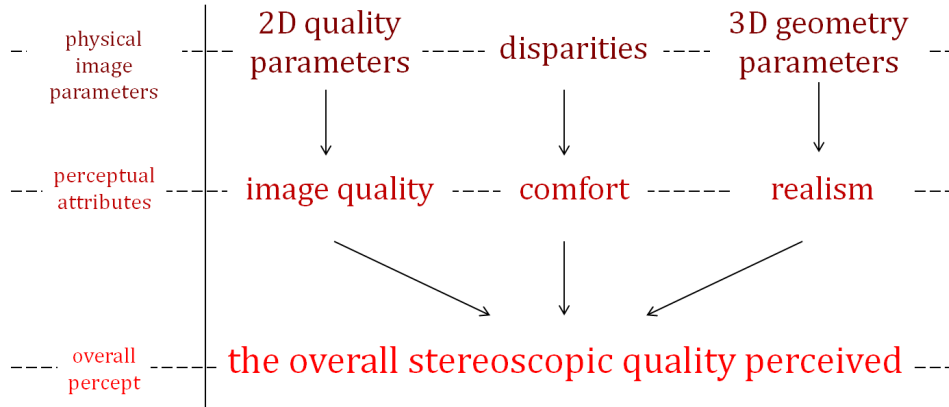 physical
image
parameters
2D quality
parameters
disparities
3D geometry
parameters
perceptual
attributes
image quality
comfort
realism
overall
percept
the overall stereoscopic quality perceived